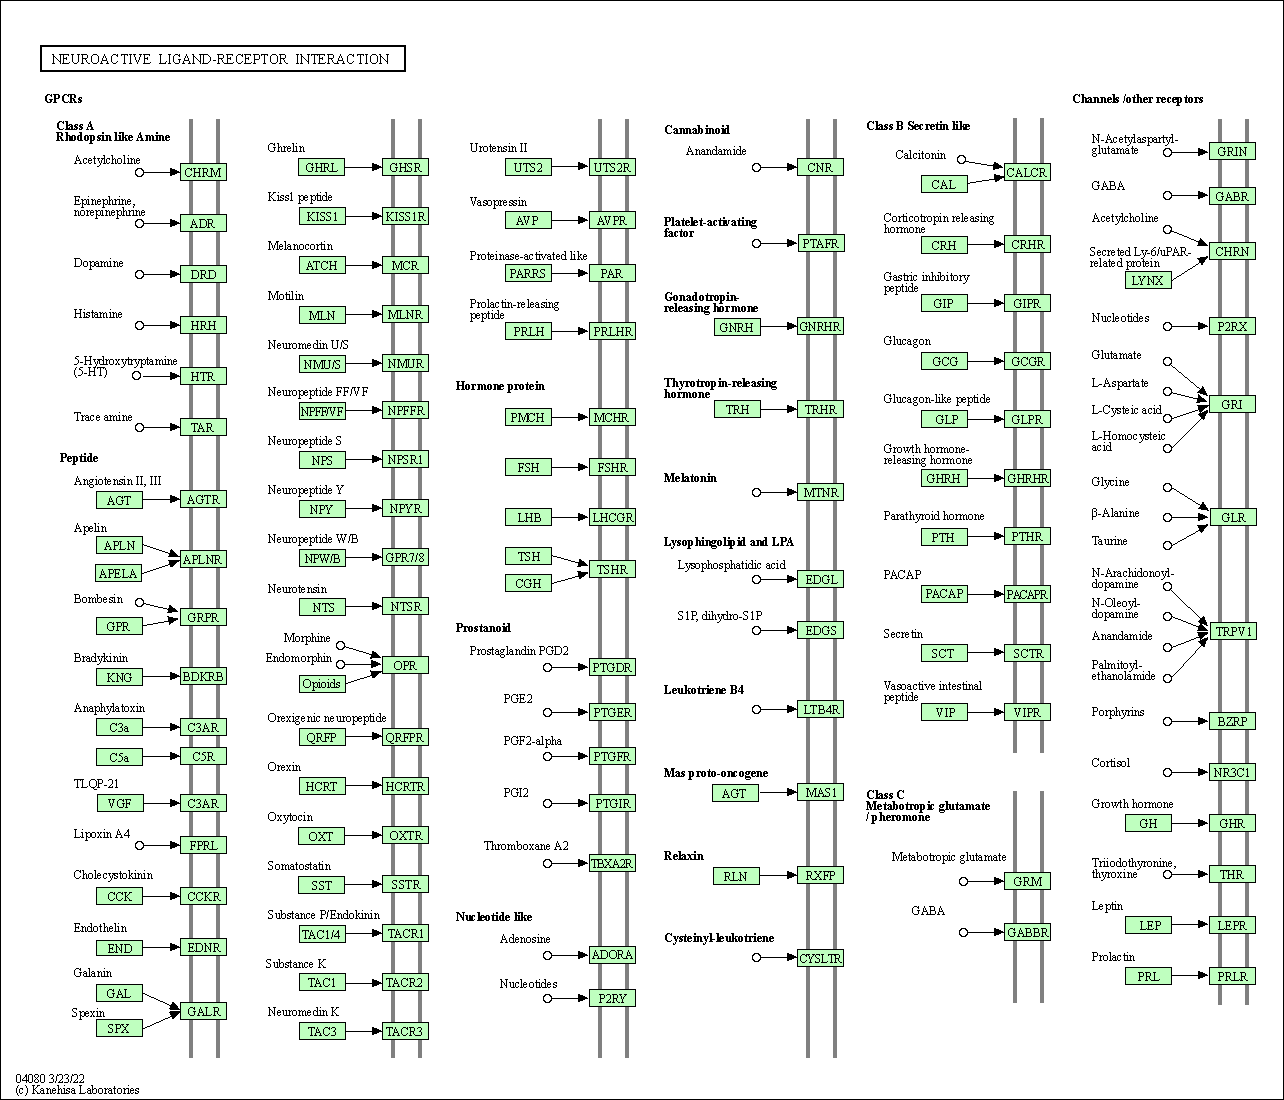 NEUROACTIVE LIGAND-RECEPTOR INTERACTION
GPCRs
Class A
Rhodopsin like Amine
Acetylcholine
CHRM
Epinephrine,
norepinephrine
ADR
Dopamine
DRD
Histamine
HRH
5-Hydroxytryptamine
(5-HT)
HTR
Trace amine
TAR
Peptide
Angiotensin II, III
AGT
AGTR
Apelin
APLN
APLNR
APELA
Bombesin
GRPR
GPR
Bradykinin
KNG
BDKRB
Anaphylatoxin
C3a
C3AR
C5a
C5R
TLQP-21
VGF
C3AR
Lipoxin A4
FPRL
Cholecystokinin
CCK
CCKR
Endothelin
END
EDNR
Galanin
GAL
GALR
Spexin
SPX
Ghrelin
GHRL
GHSR
Kiss1 peptide
KISS1
KISS1R
Melanocortin
ATCH
MCR
Motilin
MLN
MLNR
Neuromedin U/S
NMU/S
NMUR
Neuropeptide FF/VF
NPFF/VF
NPFFR
Neuropeptide S
NPS
NPSR1
Neuropeptide Y
NPY
NPYR
Neuropeptide W/B
NPW/B
GPR7/8
Neurotensin
NTS
NTSR
Morphine
Endomorphin
OPR
Opioids
Orexigenic neuropeptide
QRFP
QRFPR
Orexin
HCRT
HCRTR
Oxytocin
OXT
OXTR
Somatostatin
SST
SSTR
Substance P/Endokinin
TAC1/4
TACR1
Substance K
TAC1
TACR2
Neuromedin K
TAC3
TACR3
Urotensin II
UTS2
UTS2R
Vasopressin
AVP
AVPR
Proteinase-activated like
PARRS
PAR
Prolactin-releasing
peptide
PRLH
PRLHR
Hormone protein
PMCH
MCHR
FSH
FSHR
LHB
LHCGR
TSH
TSHR
CGH
Prostanoid
Prostaglandin PGD2
PTGDR
PGE2
PTGER
PGF2-alpha
PTGFR
PGI2
PTGIR
Thromboxane A2
TBXA2R
Nucleotide like
Adenosine
ADORA
Nucleotides
P2RY
Cannabinoid
Anandamide
CNR
Platelet-activating
factor
PTAFR
Gonadotropin-
releasing hormone
GNRH
GNRHR
Thyrotropin-releasing
hormone
TRH
TRHR
Melatonin
MTNR
Lysophingolipid and LPA
Lysophosphatidic acid
EDGL
S1P, dihydro-S1P
EDGS
Leukotriene B4
LTB4R
Mas proto-oncogene
AGT
MAS1
Relaxin
RLN
RXFP
Cysteinyl-leukotriene
CYSLTR
Class B Secretin like
Calcitonin
CALCR
CAL
Corticotropin releasing
hormone
CRH
CRHR
Gastric inhibitory
peptide
GIP
GIPR
Glucagon
GCG
GCGR
Glucagon-like peptide
GLP
GLPR
Growth hormone-
releasing hormone
GHRH
GHRHR
Parathyroid hormone
PTH
PTHR
PACAP
PACAP
PACAPR
Secretin
SCT
SCTR
Vasoactive intestinal
peptide
VIP
VIPR
Class C
Metabotropic glutamate
/ pheromone
Metabotropic glutamate
GRM
GABA
GABBR
Channels /other receptors
N-Acetylaspartyl-
glutamate
GRIN
GABA
GABR
Acetylcholine
CHRN
Secreted Ly-6/uPAR-
related protein
LYNX
Nucleotides
P2RX
Glutamate
L-Aspartate
GRI
L-Cysteic acid
L-Homocysteic
acid
Glycine
β-Alanine
GLR
Taurine
N-Arachidonoyl-
dopamine
N-Oleoyl-
dopamine
TRPV1
Anandamide
Palmitoyl-
ethanolamide
Porphyrins
BZRP
Cortisol
NR3C1
Growth hormone
GH
GHR
Triiodothyronine,
thyroxine
THR
Leptin
LEP
LEPR
Prolactin
PRL
PRLR
04080 3/23/22
(c) Kanehisa Laboratories